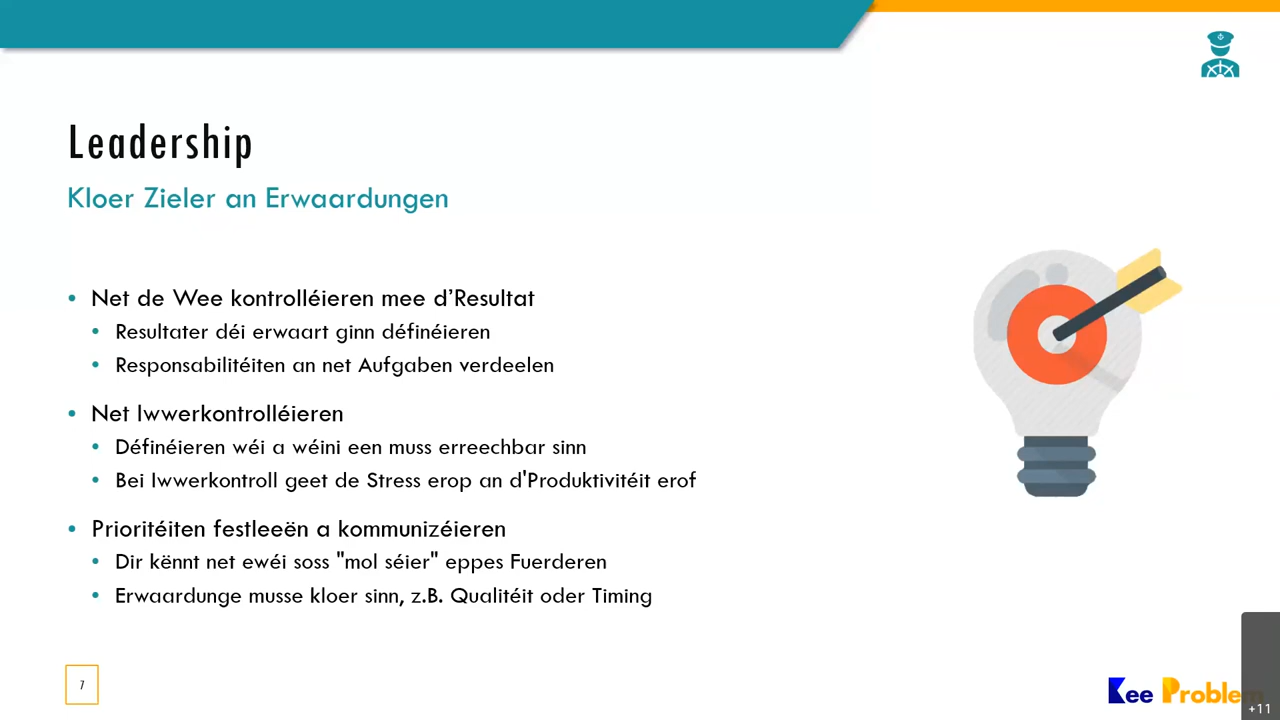 Leadership
Kloer Zieler an Erwaardungen
• Net de Wee kontrolléieren mee d’Resultat
• Resultater déi erwaart ginn définéieren
• Responsabilitéiten an net Aufgaben verdeelen
• Net Iwwerkontrolléieren
• Définéieren wéi a wéini een muss erreechbar sinn
• Bei Iwwerkontroll geet de Stress erop an d'Produktivitéit erof
• Prioritéiten festleeën a kommunizéieren
• Dir kënnt net ewéi soss "mol séier" eppes Fuerderen
• Erwaardunge musse kloer sinn, z.B. Qualitéit oder Timing
7
Kee Problem
+11